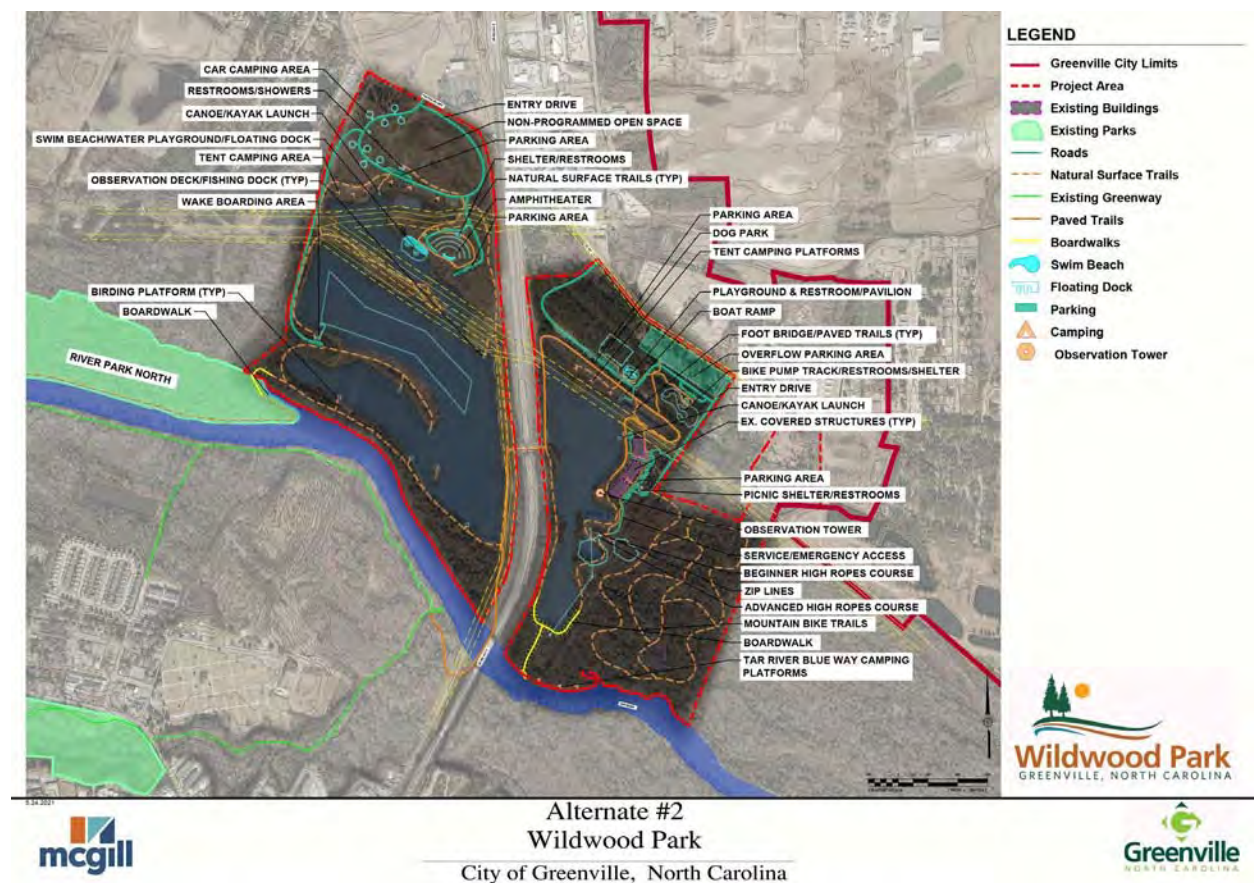 CAR CAMPING AREA
RESTROOMS/SHOWERS
CANOE/KAYAK LAUNCH
SWIM BEACH/WATER PLAYGROUND/FLOATING DOCK
TENT CAMPING AREA
OBSERVATION DECK/FISHING DOCK (TYP)
WAKE BOARDING AREA
BIRDING PLATFORM (TYP)
BOARDWALK
RIVER PARK NORTH
ENTRY DRIVE
NON-PROGRAMMED OPEN SPACE
PARKING AREA
SHELTER/RESTROOMS
NATURAL SURFACE TRAILS (TYP)
AMPHITHEATER
PARKING AREA
PARKING AREA
DOG PARK
TENT CAMPING PLATFORMS
PLAYGROUND & RESTROOM/PAVILION
BOAT RAMP
FOOT BRIDGE/PAVED TRAILS (TYP)
OVERFLOW PARKING AREA
BIKE PUMP TRACK/RESTROOMS/SHELTER
ENTRY DRIVE
CANOE/KAYAK LAUNCH
EX. COVERED STRUCTURES (TYP)
PARKING AREA
PICNIC SHELTER/RESTROOMS
OBSERVATION TOWER
SERVICE/EMERGENCY ACCESS
BEGINNER HIGH ROPES COURSE
ZIP LINES
ADVANCED HIGH ROPES COURSE
MOUNTAIN BIKE TRAILS
BOARDWALK
TAR RIVER BLUE WAY CAMPING
PLATFORMS
LEGEND
Greenville City Limits
Project Area
Existing Buildings
Existing Parks
Roads
Natural Surface Trails
Existing Greenway
Paved Trails
Boardwalks
Swim Beach
Floating Dock
Parking
Camping
Observation Tower
Wildwood Park
GREENVILLE, NORTH CAROLINA
5.24.2021
mcgill
Alternate #2
Wildwood Park
City of Greenville, North Carolina
Greenville
NORTH CAROLINA